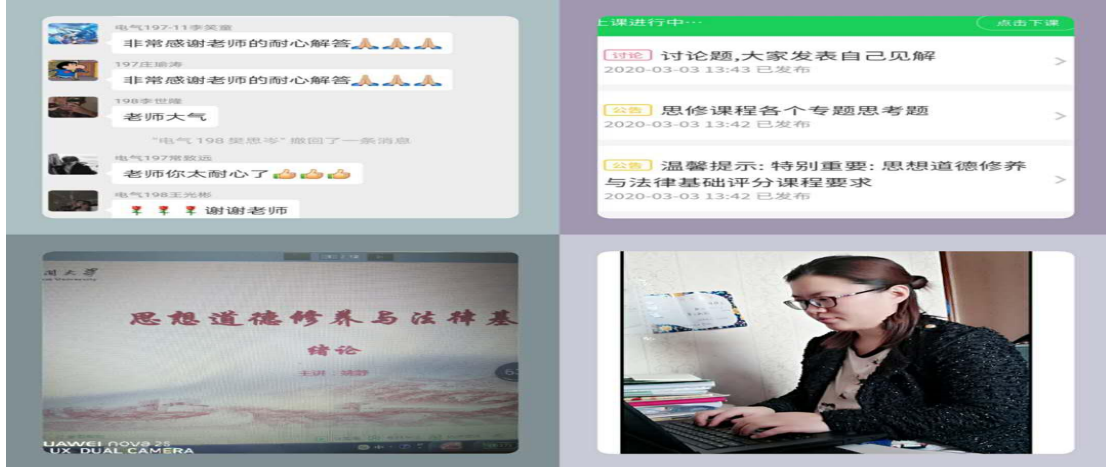 电气197-11李笑童
非常感谢老师的耐心解答🙏🙏🙏
197庄瑜涛
非常感谢老师的耐心解答🙏🙏🙏
198李世隆
老师大气
"电气 198 樊思岑" 撤回了一条消息
电气197常致远
老师你太耐心了👍👍👍
电气198王光彬
🌹🌹🌹谢谢老师
上课进行中···
点击下课
讨论 讨论题,大家发表自己见解
2020-03-03 13:43 已发布
公告 思修课程各个专题思考题
2020-03-03 13:42 已发布
公告 温馨提示: 特别重要: 思想道德修养
与法律基础评分课程要求
2020-03-03 13:42 已发布
思想道德修养与法律基
绪论
UAWEI nova 2s
UX DUAL CAMERA